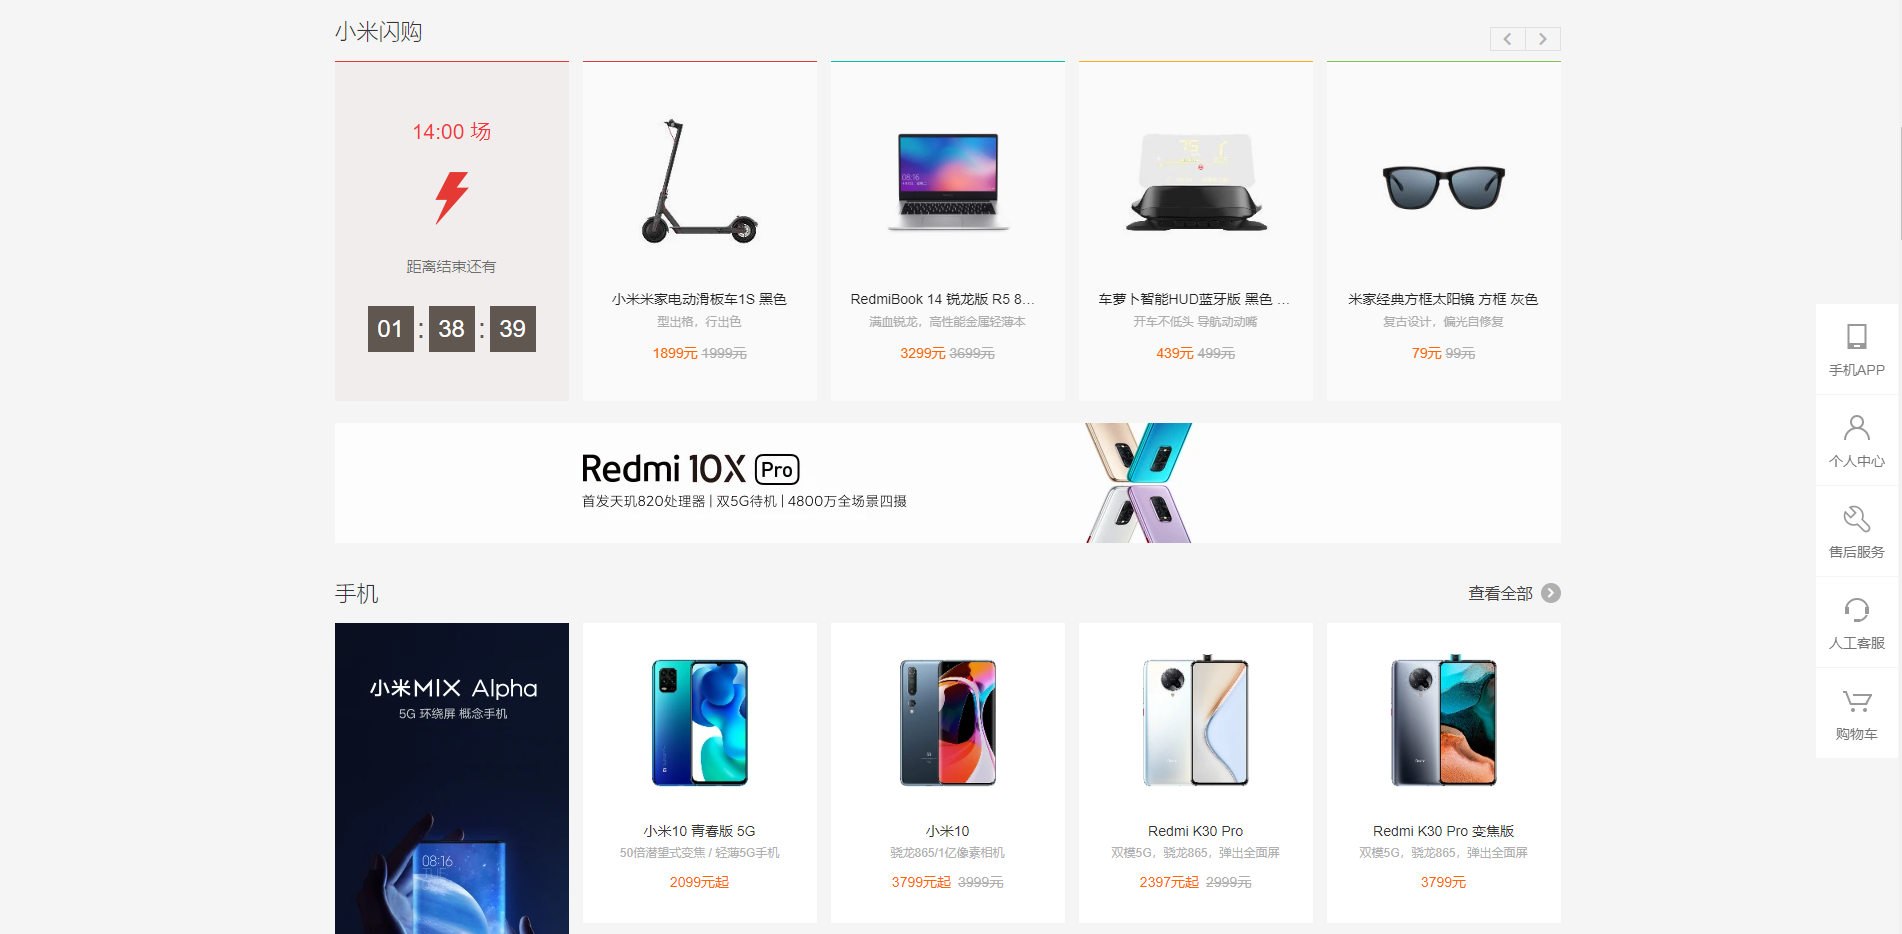 小米闪购
14:00 场
距离结束还有
01 : 38 : 39
小米米家电动滑板车1S 黑色
型出格，行出色
1899元 1999元
08:16
RedmiBook 14 锐龙版 R5 8...
满血锐龙，高性能金属轻薄本
3299元 3699元
75
车萝卜智能HUD蓝牙版 黑色 ...
开车不低头 导航动动嘴
439元 499元
米家经典方框太阳镜 方框 灰色
复古设计，偏光自修复
79元 99元
Redmi 10X Pro
首发天玑820处理器 | 双5G待机 | 4800万全场景四摄
手机
查看全部
小米MIX Alpha
5G 环绕屏 概念手机
08:16
TUE
小米10 青春版 5G
50倍潜望式变焦 / 轻薄5G手机
2099元起
小米10
骁龙865/1亿像素相机
3799元起 3999元
Redmi K30 Pro
双模5G，骁龙865，弹出全面屏
2397元起 2999元
Redmi K30 Pro 变焦版
双模5G，骁龙865，弹出全面屏
3799元
手机APP
个人中心
售后服务
人工客服
购物车